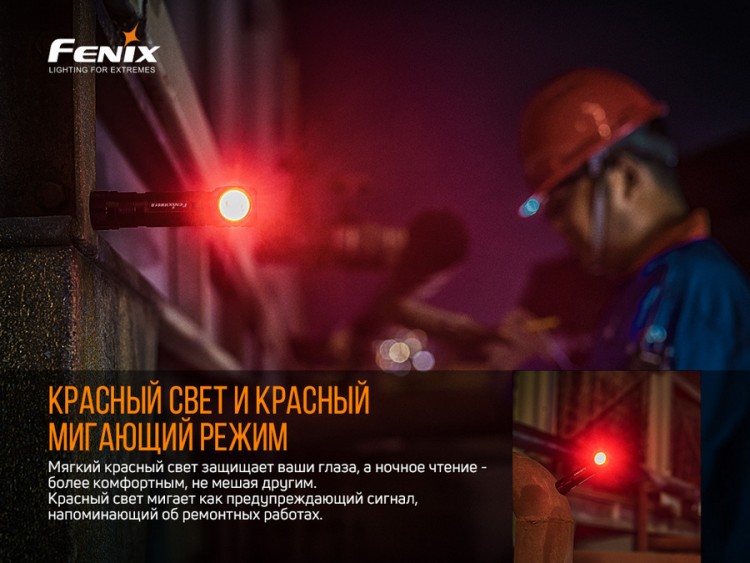 FENIX
LIGHTING FOR EXTREMES
КРАСНЫЙ СВЕТ И КРАСНЫЙ
МИГАЮЩИЙ РЕЖИМ
Мягкий красный свет защищает ваши глаза, а ночное чтение -
более комфортным, не мешая другим.
Красный свет мигает как предупреждающий сигнал,
напоминающий об ремонтных работах.